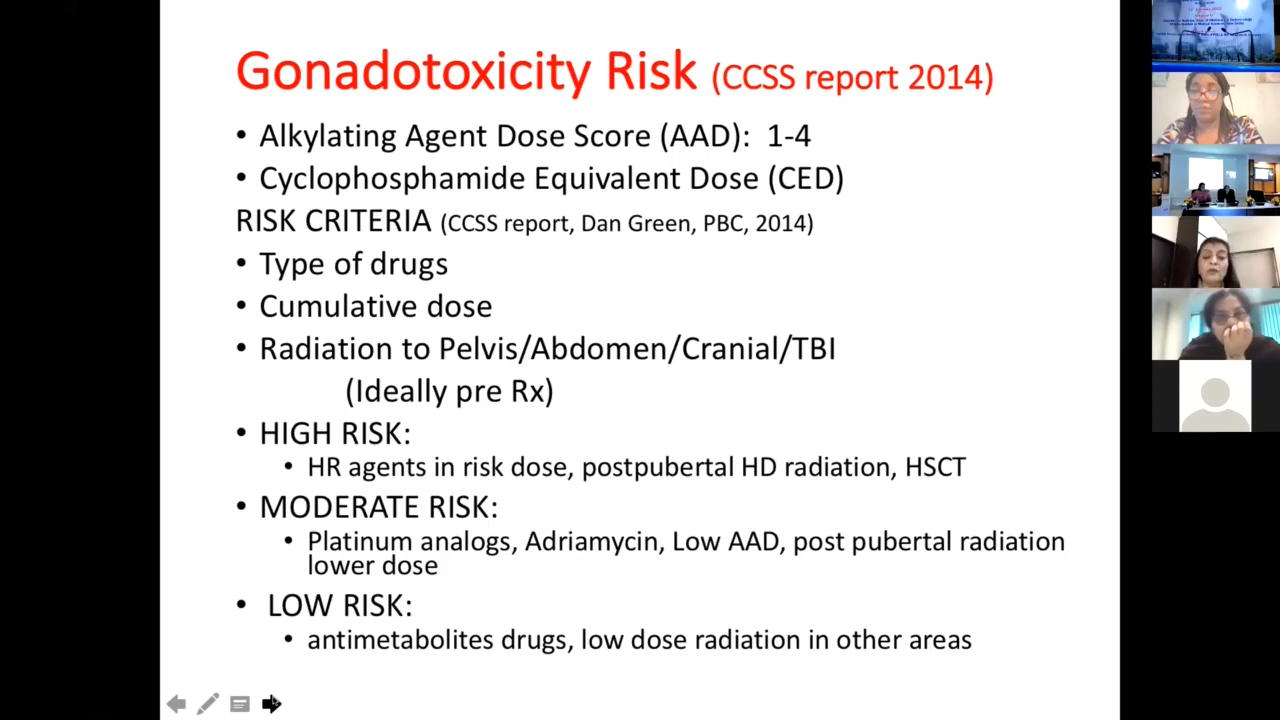 Gonadotoxicity Risk (CCSS report 2014)
• Alkylating Agent Dose Score (AAD): 1-4
• Cyclophosphamide Equivalent Dose (CED)
RISK CRITERIA (CCSS report, Dan Green, PBC, 2014)
• Type of drugs
• Cumulative dose
• Radiation to Pelvis/Abdomen/Cranial/TBI
(Ideally pre Rx)
• HIGH RISK:
• HR agents in risk dose, postpubertal HD radiation, HSCT
• MODERATE RISK:
• Platinum analogs, Adriamycin, Low AAD, post pubertal radiation
lower dose
• LOW RISK:
• antimetabolites drugs, low dose radiation in other areas